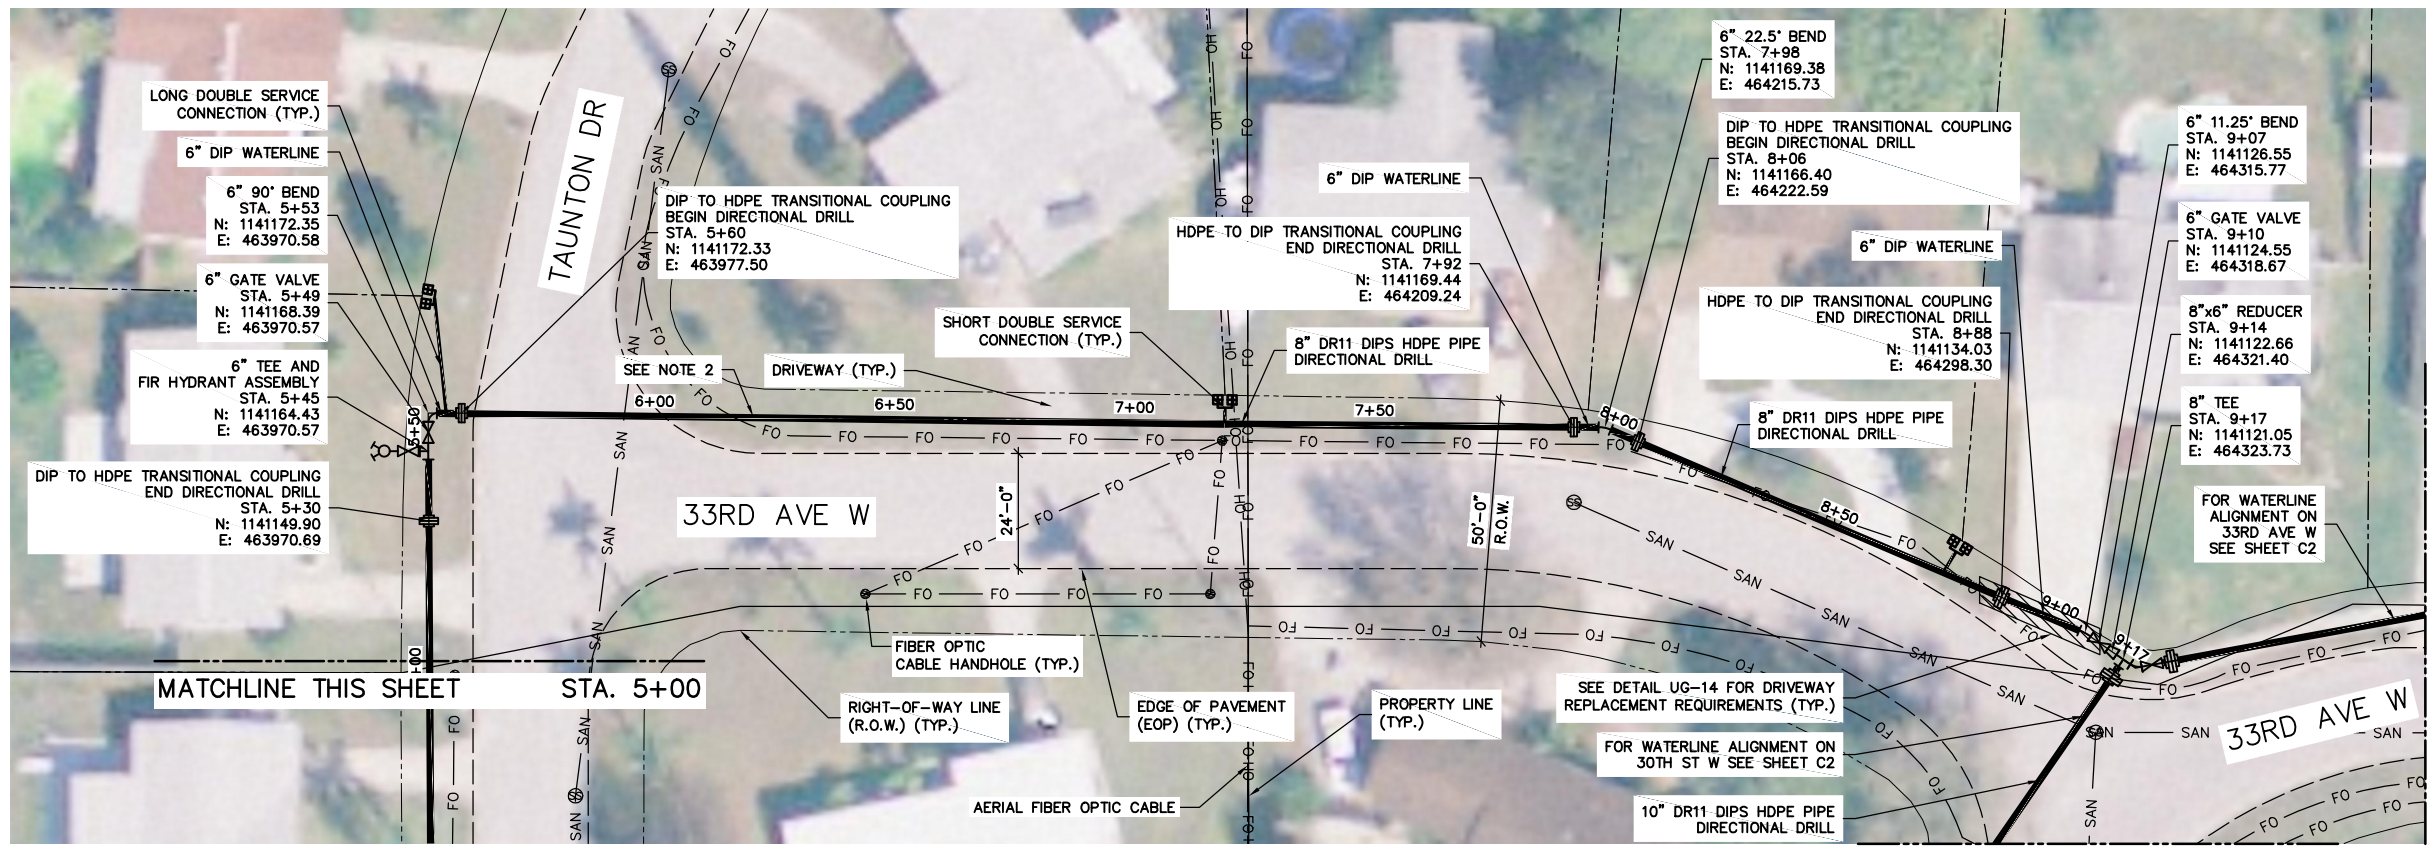 LONG DOUBLE SERVICE
CONNECTION (TYP.)
6" DIP WATERLINE
6" 90° BEND
STA. 5+53
N: 1141172.35
E: 463970.58
6" GATE VALVE
STA. 5+49
N: 1141168.39
E: 463970.57
6" TEE AND
FIR HYDRANT ASSEMBLY
STA. 5+45
N: 1141164.43
E: 463970.57
DIP TO HDPE TRANSITIONAL COUPLING
END DIRECTIONAL DRILL
STA. 5+30
N: 1141149.90
E: 463970.69
TAUNTON DR
DIP TO HDPE TRANSITIONAL COUPLING
BEGIN DIRECTIONAL DRILL
STA. 5+60
N: 1141172.33
E: 463977.50
SEE NOTE 2
DRIVEWAY (TYP.)
SHORT DOUBLE SERVICE
CONNECTION (TYP.)
8" DR11 DIPS HDPE PIPE
DIRECTIONAL DRILL
6" DIP WATERLINE
HDPE TO DIP TRANSITIONAL COUPLING
END DIRECTIONAL DRILL
STA. 7+92
N: 1141169.44
E: 464209.24
6" 22.5° BEND
STA. 7+98
N: 1141169.38
E: 464215.73
DIP TO HDPE TRANSITIONAL COUPLING
BEGIN DIRECTIONAL DRILL
STA. 8+06
N: 1141166.40
E: 464222.59
6" DIP WATERLINE
HDPE TO DIP TRANSITIONAL COUPLING
END DIRECTIONAL DRILL
STA. 8+88
N: 1141134.03
E: 464298.30
8" DR11 DIPS HDPE PIPE
DIRECTIONAL DRILL
6" 11.25° BEND
STA. 9+07
N: 1141126.55
E: 464315.77
6" GATE VALVE
STA. 9+10
N: 1141124.55
E: 464318.67
8"x6" REDUCER
STA. 9+14
N: 1141122.66
E: 464321.40
8" TEE
STA. 9+17
N: 1141121.05
E: 464323.73
FOR WATERLINE
ALIGNMENT ON
33RD AVE W
SEE SHEET C2
5+50
6+00
6+50
7+00
7+50
8+00
8+50
9+00
9+17
+00
33RD AVE W
24'-0"
50'-0"
R.O.W.
MATCHLINE THIS SHEET STA. 5+00
FIBER OPTIC
CABLE HANDHOLE (TYP.)
RIGHT-OF-WAY LINE
(R.O.W.) (TYP.)
EDGE OF PAVEMENT
(EOP) (TYP.)
PROPERTY LINE
(TYP.)
AERIAL FIBER OPTIC CABLE
SEE DETAIL UG-14 FOR DRIVEWAY
REPLACEMENT REQUIREMENTS (TYP.)
FOR WATERLINE ALIGNMENT ON
30TH ST W SEE SHEET C2
10" DR11 DIPS HDPE PIPE
DIRECTIONAL DRILL
33RD AVE W
FO
SAN
OH